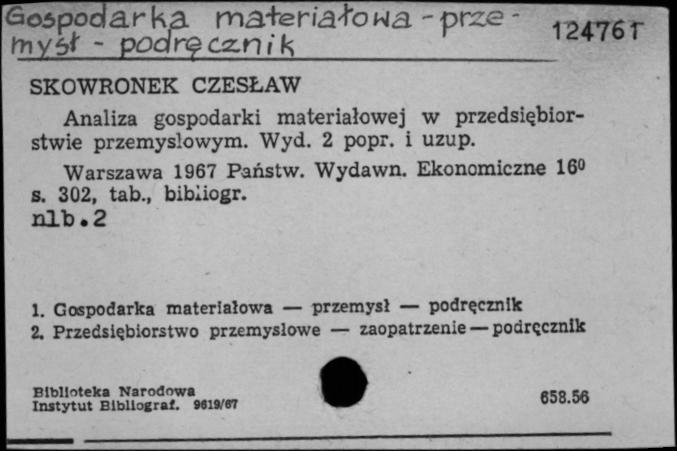 Gospodarka materiałowa - prze-
mysł - podręcznik
124761
SKOWRONEK CZESŁAW
Analiza gospodarki materiałowej w przedsiębior-
stwie przemysłowym. Wyd. 2 popr. i uzup.
Warszawa 1967 Państw. Wydawn. Ekonomiczne 16⁰
s. 302, tab., bibliogr.
nlb.2
1. Gospodarka materiałowa — przemysł — podręcznik
2. Przedsiębiorstwo przemysłowe — zaopatrzenie — podręcznik
Biblioteka Narodowa
Instytut Bibliograf. 9619/67
658.56